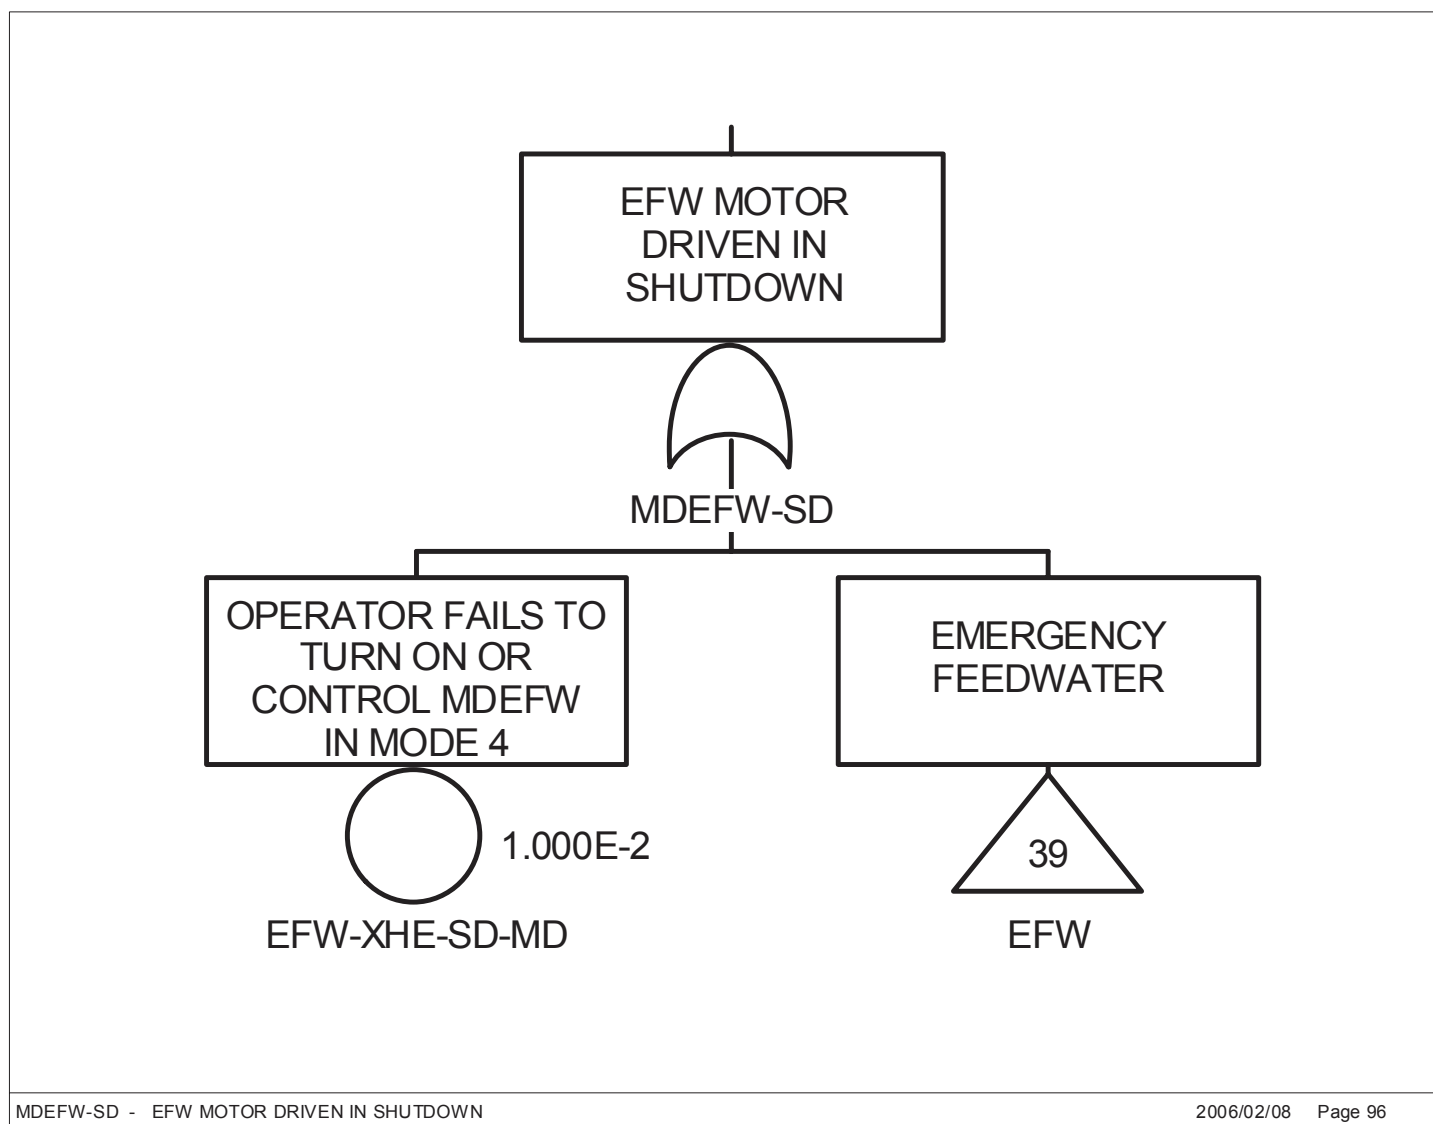 EFW MOTOR
DRIVEN IN
SHUTDOWN
MDEFW-SD
OPERATOR FAILS TO
TURN ON OR
CONTROL MDEFW
IN MODE 4
1.000E-2
EFW-XHE-SD-MD
EMERGENCY
FEEDWATER
39
EFW
MDEFW-SD - EFW MOTOR DRIVEN IN SHUTDOWN
2006/02/08 Page 96